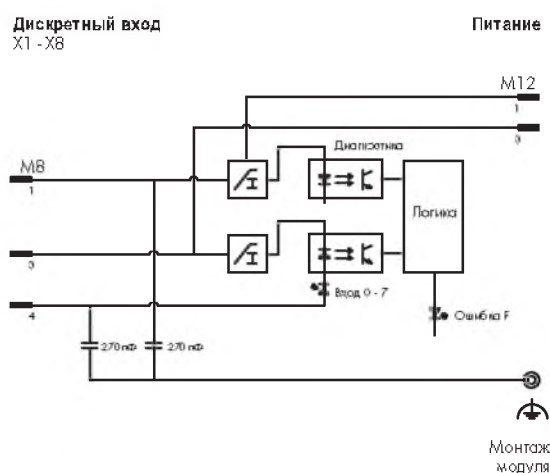 Дискретный вход
X1 - X8
Питание
M12
1
3
Диагностика
M8
1
Логика
3
Вход 0 - 7
4
Ошибка F
270 пФ
270 пФ
Монтаж
модуля